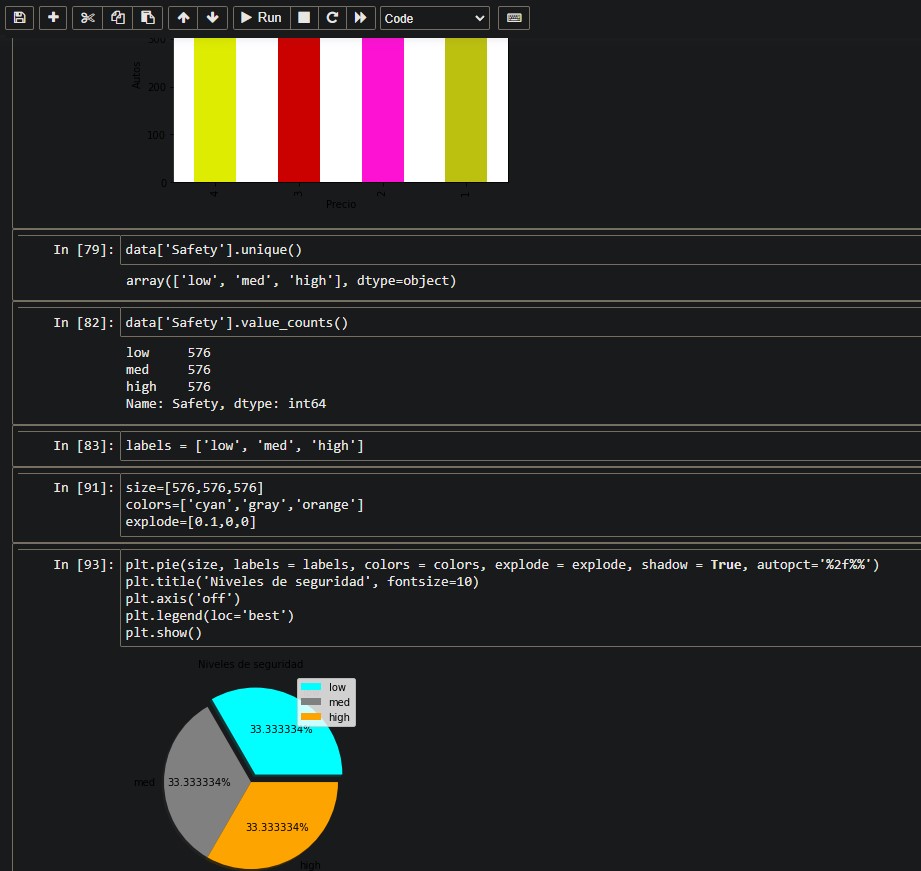 Run
Code
300
200
100
0
Autos
4
3
2
1
Precio
In [79]:
data['Safety'].unique()
array(['low', 'med', 'high'], dtype=object)
In [82]:
data['Safety'].value_counts()
low     576
med     576
high    576
Name: Safety, dtype: int64
In [83]:
labels = ['low', 'med', 'high']
In [91]:
size=[576,576,576]
colors=['cyan','gray','orange']
explode=[0.1,0,0]
In [93]:
plt.pie(size, labels = labels, colors = colors, explode = explode, shadow = True, autopct='%2f%%')
plt.title('Niveles de seguridad', fontsize=10)
plt.axis('off')
plt.legend(loc='best')
plt.show()
Niveles de seguridad
low
med
high
33.333334%
med
33.333334%
33.333334%
high